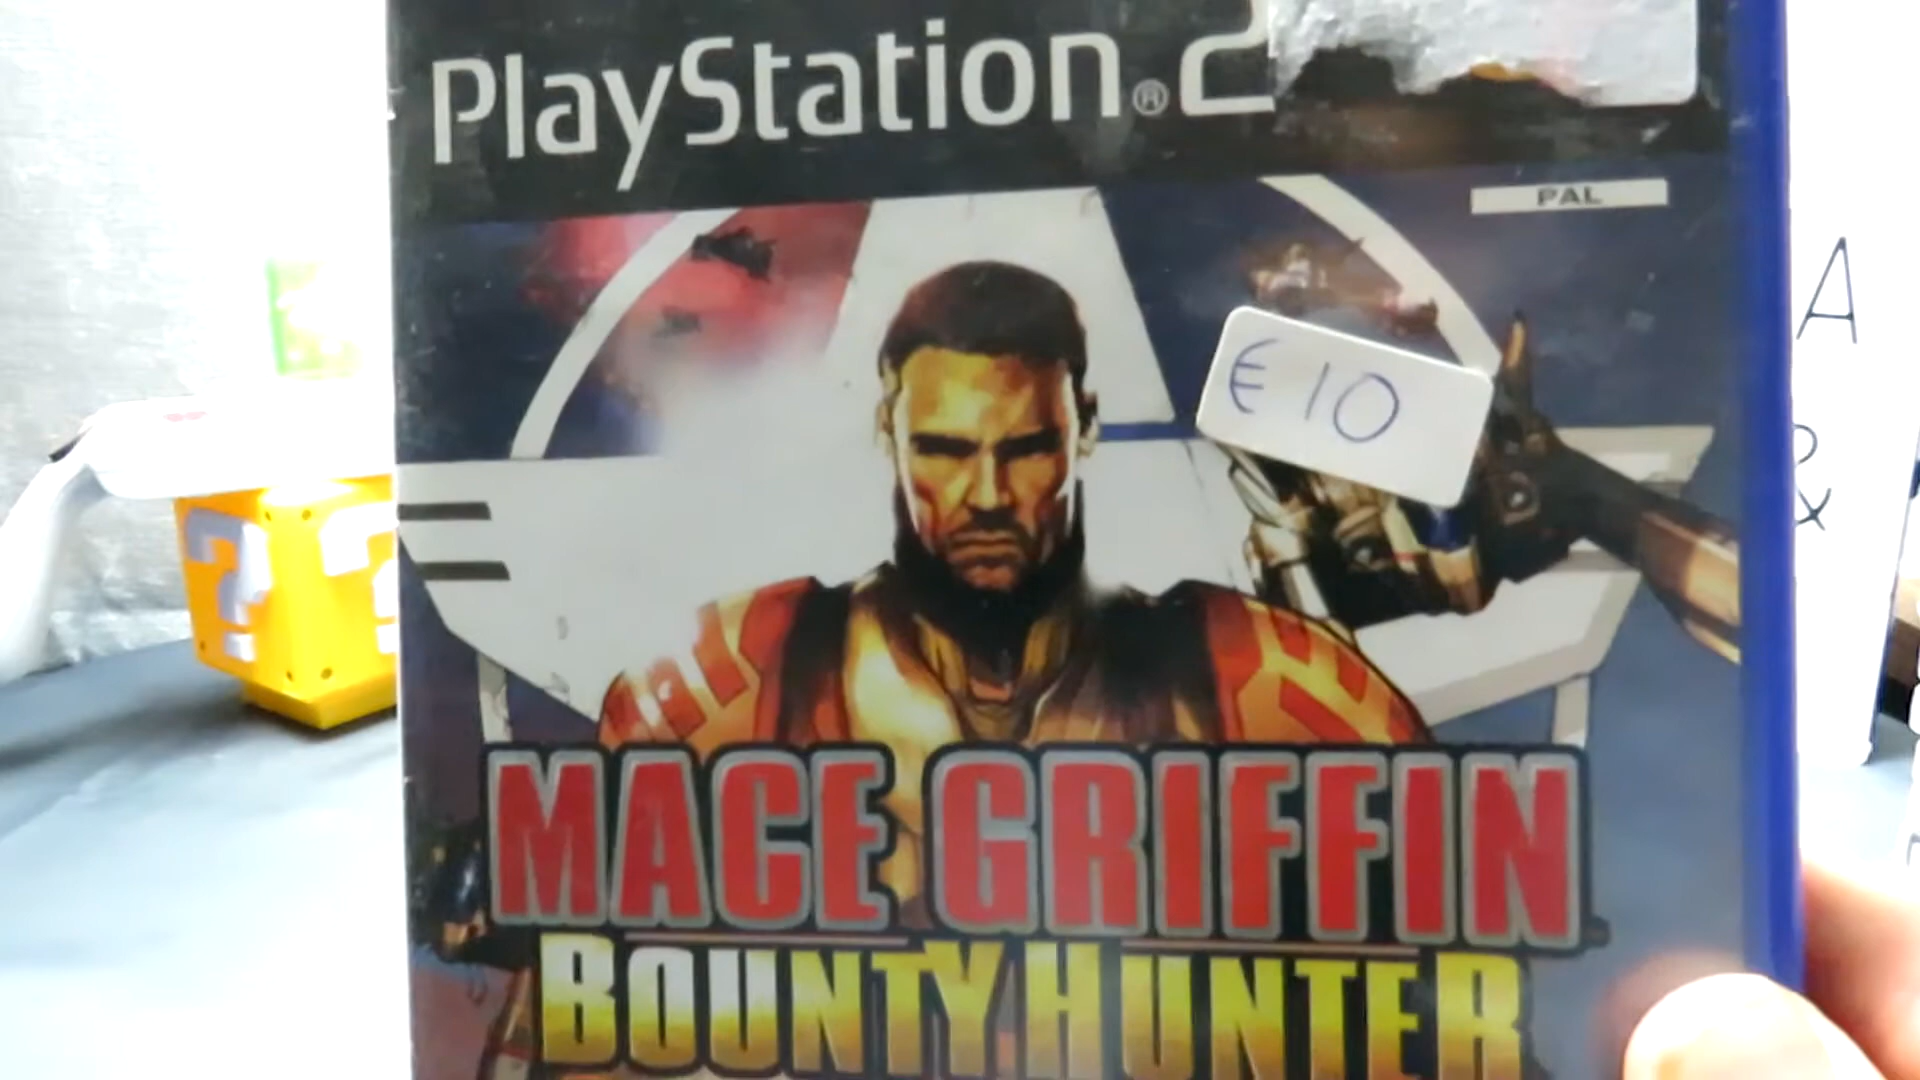 PlayStation®2
PAL
€10
MACE GRIFFIN
BOUNTY HUNTER
A
&